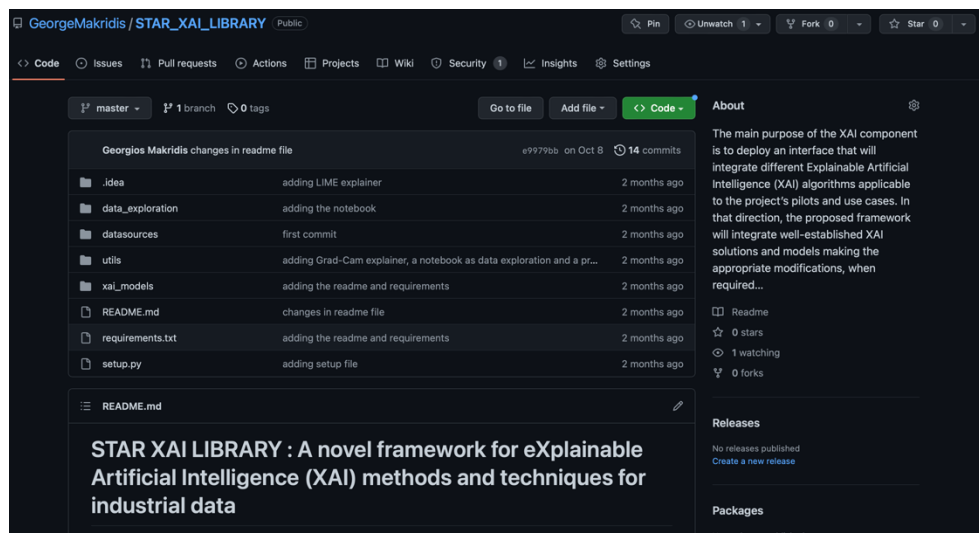 GeorgeMakridis / STAR_XAI_LIBRARY Public
Pin Unwatch 1 Fork 0 Star 0
<> Code Issues Pull requests Actions Projects Wiki Security 1 Insights Settings
master 1 branch 0 tags Go to file Add file <> Code
Georgios Makridis changes in readme file e9979bb on Oct 8 14 commits
.idea adding LIME explainer 2 months ago
data_exploration adding the notebook 2 months ago
datasources first commit 2 months ago
utils adding Grad-Cam explainer, a notebook as data exploration and a pr... 2 months ago
xai_models adding the readme and requirements 2 months ago
README.md changes in readme file 2 months ago
requirements.txt adding the readme and requirements 2 months ago
setup.py adding setup file 2 months ago
README.md
STAR XAI LIBRARY : A novel framework for eXplainable
Artificial Intelligence (XAI) methods and techniques for
industrial data
About
The main purpose of the XAI component
is to deploy an interface that will
integrate different Explainable Artificial
Intelligence (XAI) algorithms applicable
to the project's pilots and use cases. In
that direction, the proposed framework
will integrate well-established XAI
solutions and models making the
appropriate modifications, when
required...
Readme
0 stars
1 watching
0 forks
Releases
No releases published
Create a new release
Packages